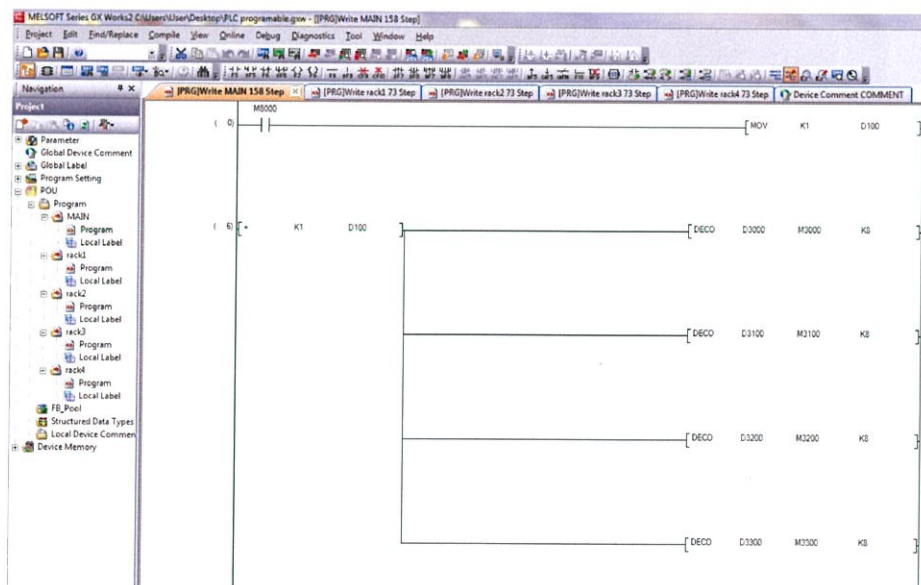 MELSOFT Series GX Works2 C:\Users\User\Desktop\PLC programable.gxw - [[PRG]Write MAIN 158 Step]
Project Edit Find/Replace Compile View Online Debug Diagnostics Tool Window Help
Navigation
[PRG]Write MAIN 158 Step [PRG]Write rack1 73 Step [PRG]Write rack2 73 Step [PRG]Write rack3 73 Step [PRG]Write rack4 73 Step Device Comment COMMENT
Project
Parameter
Global Device Comment
Global Label
Program Setting
POU
Program
MAIN
Program
Local Label
rack1
Program
Local Label
rack2
Program
Local Label
rack3
Program
Local Label
rack4
Program
Local Label
FB_Pool
Structured Data Types
Local Device Commen
Device Memory
M8000
( 0) [MOV K1 D100 ]
( 6) [= K1 D100 ] [DECO D3000 M3000 K8 ]
[DECO D3100 M3100 K8 ]
[DECO D3200 M3200 K8 ]
[DECO D3300 M3300 K8 ]